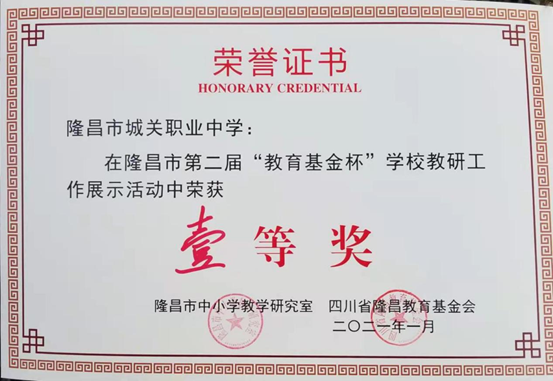 荣誉证书
HONORARY CREDENTIAL
隆昌市城关职业中学：
在隆昌市第二届“教育基金杯”学校教研工
作展示活动中荣获
壹等奖
隆昌市中小学教学研究室 四川省隆昌教育基金会
二〇二一年一月